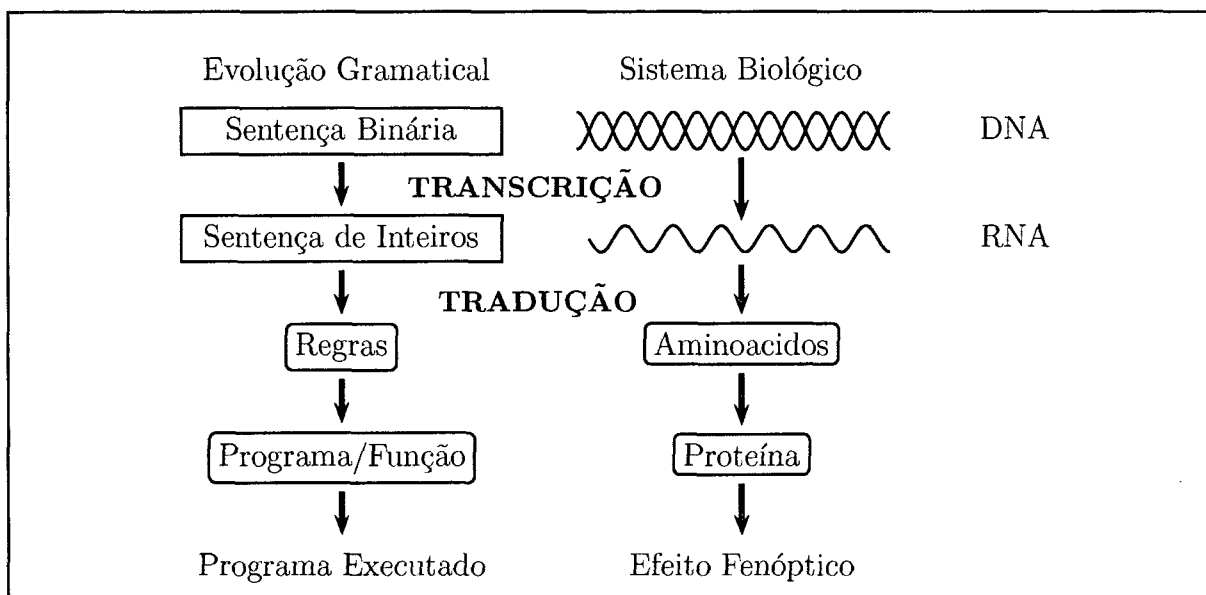 Evolução Gramatical Sistema Biológico
Sentença Binária DNA
TRANSCRIÇÃO
Sentença de Inteiros RNA
TRADUÇÃO
Regras Aminoacidos
Programa/Função Proteína
Programa Executado Efeito Fenóptico